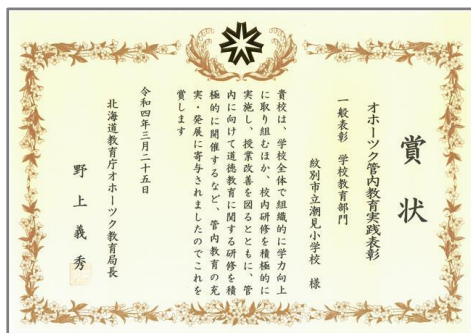 賞状
オホーツク管内教育実践表彰
一般表彰　学校教育部門
紋別市立潮見小学校　様
貴校は、学校全体で組織的に学力向上
に取り組むほか、校内研修を積極的に
実施し、授業改善を図るとともに、管
内に向けて道徳教育に関する研修を積
極的に開催するなど、管内教育の充
実・発展に寄与されましたのでこれを
賞します
令和四年三月二十五日
北海道教育庁オホーツク教育局長
野上義秀